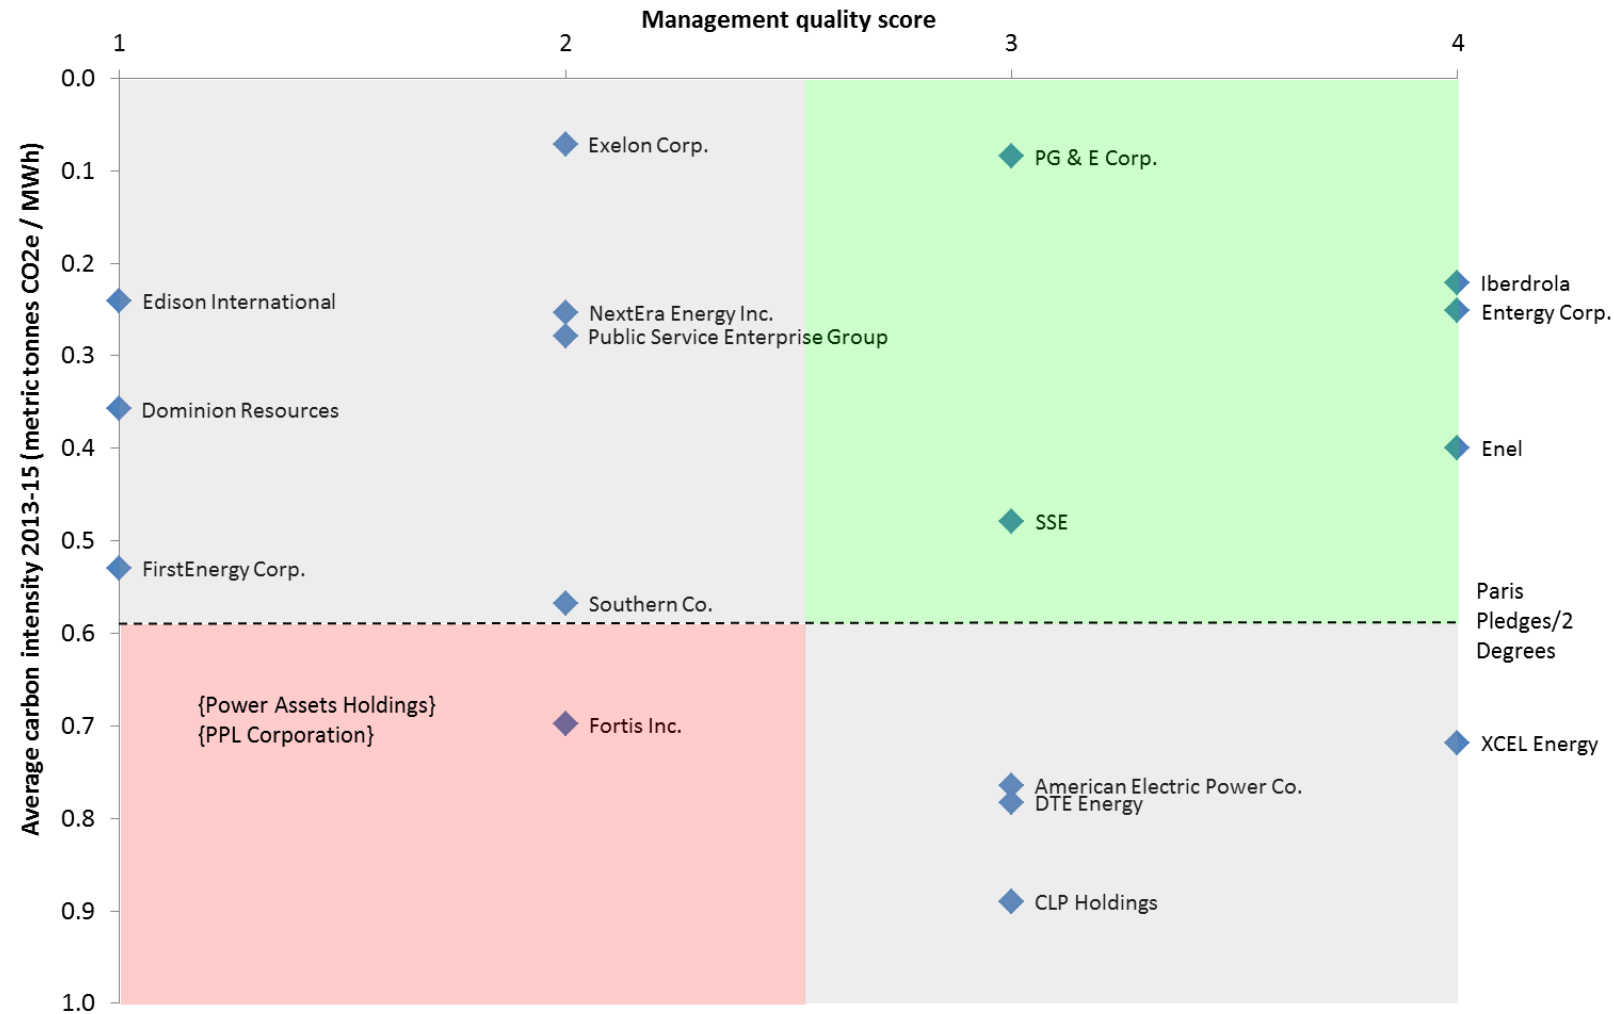 Management quality score
1 2 3 4
0.0
Exelon Corp.
PG & E Corp.
0.1
0.2
Iberdrola
Edison International
NextEra Energy Inc.
Entergy Corp.
Public Service Enterprise Group
0.3
Dominion Resources
0.4
Enel
SSE
0.5
FirstEnergy Corp.
Southern Co.
Paris
Pledges/2
Degrees
0.6
{Power Assets Holdings}
{PPL Corporation}
0.7
Fortis Inc.
XCEL Energy
American Electric Power Co.
DTE Energy
0.8
CLP Holdings
0.9
1.0
Average carbon intensity 2013-15 (metric tonnes CO2e / MWh)